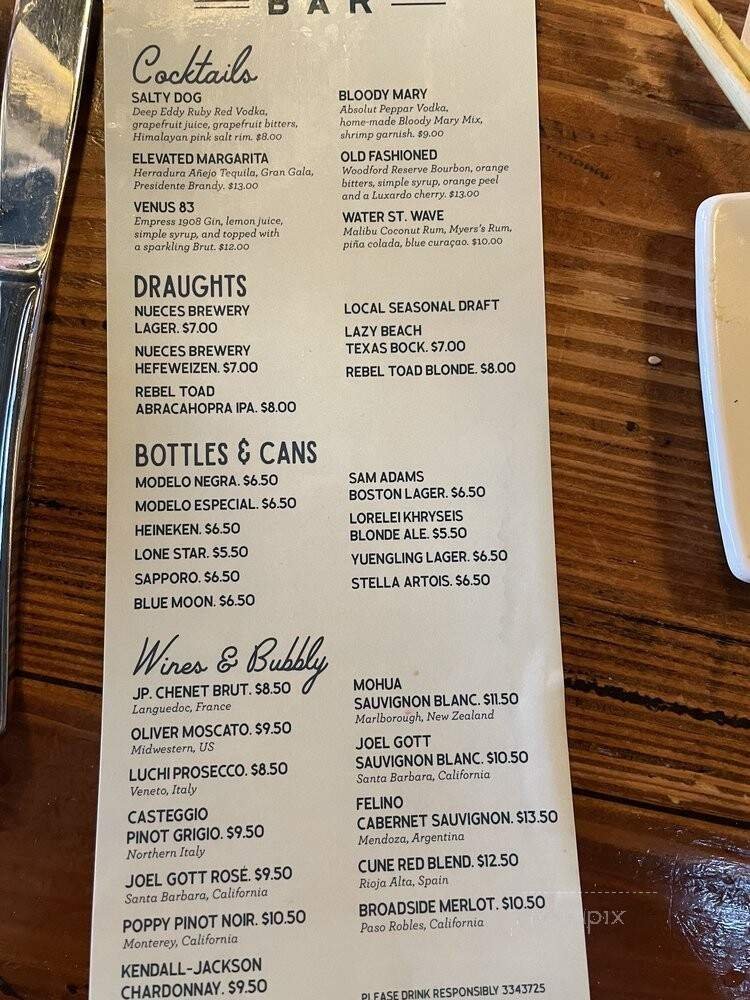 BAR
Cocktails
SALTY DOG
Deep Eddy Ruby Red Vodka,
grapefruit juice, grapefruit bitters,
Himalayan pink salt rim. $8.00
ELEVATED MARGARITA
Herradura Añejo Tequila, Gran Gala,
Presidente Brandy. $13.00
VENUS 83
Empress 1908 Gin, lemon juice,
simple syrup, and topped with
a sparkling Brut. $12.00
BLOODY MARY
Absolut Peppar Vodka,
home-made Bloody Mary Mix,
shrimp garnish. $9.00
OLD FASHIONED
Woodford Reserve Bourbon, orange
bitters, simple syrup, orange peel
and a Luxardo cherry. $13.00
WATER ST. WAVE
Malibu Coconut Rum, Myers's Rum,
piña colada, blue curaçao. $10.00
DRAUGHTS
NUECES BREWERY
LAGER. $7.00
NUECES BREWERY
HEFEWEIZEN. $7.00
REBEL TOAD
ABRACAHOPRA IPA. $8.00
LOCAL SEASONAL DRAFT
LAZY BEACH
TEXAS BOCK. $7.00
REBEL TOAD BLONDE. $8.00
BOTTLES & CANS
MODELO NEGRA. $6.50
MODELO ESPECIAL. $6.50
HEINEKEN. $6.50
LONE STAR. $5.50
SAPPORO. $6.50
BLUE MOON. $6.50
SAM ADAMS
BOSTON LAGER. $6.50
LORELEI KHRYSEIS
BLONDE ALE. $5.50
YUENGLING LAGER. $6.50
STELLA ARTOIS. $6.50
Wines & Bubbly
JP. CHENET BRUT. $8.50
Languedoc, France
OLIVER MOSCATO. $9.50
Midwestern, US
LUCHI PROSECCO. $8.50
Veneto, Italy
CASTEGGIO
PINOT GRIGIO. $9.50
Northern Italy
JOEL GOTT ROSÉ. $9.50
Santa Barbara, California
POPPY PINOT NOIR. $10.50
Monterey, California
KENDALL-JACKSON
CHARDONNAY. $9.50
MOHUA
SAUVIGNON BLANC. $11.50
Marlborough, New Zealand
JOEL GOTT
SAUVIGNON BLANC. $10.50
Santa Barbara, California
FELINO
CABERNET SAUVIGNON. $13.50
Mendoza, Argentina
CUNE RED BLEND. $12.50
Rioja Alta, Spain
BROADSIDE MERLOT. $10.50
Paso Robles, California
PLEASE DRINK RESPONSIBLY 3343725